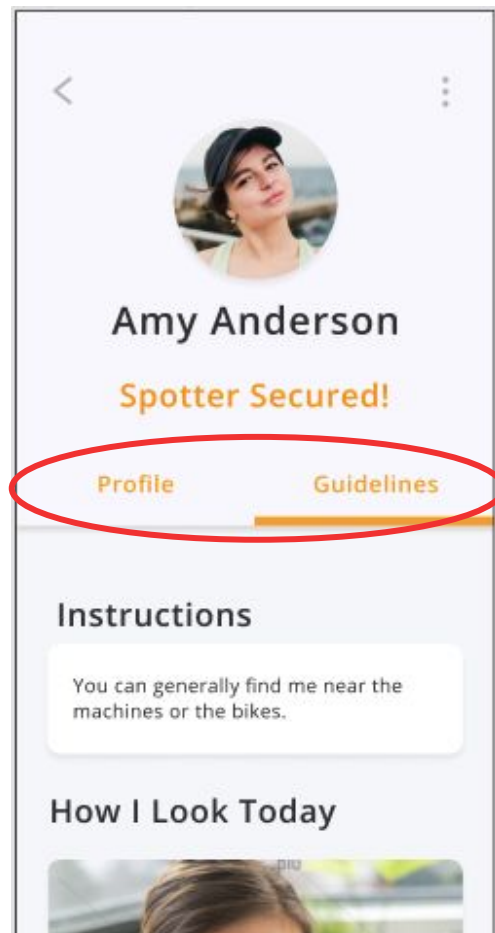 Amy Anderson
Spotter Secured!
Profile Guidelines
Instructions
You can generally find me near the
machines or the bikes.
How I Look Today